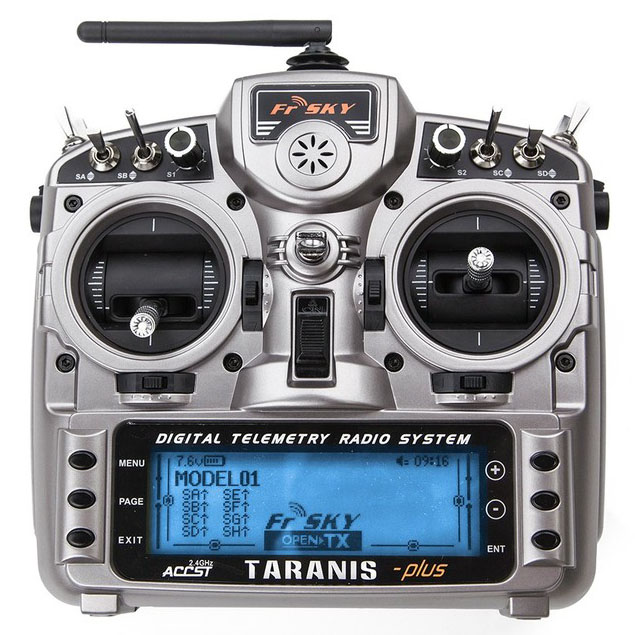 FrSKY
SA SB S1
S2 SC SD
DIGITAL TELEMETRY RADIO SYSTEM
7.6V 09:16
MODEL01
SA↑ SE↑
SB↑ SF↑
SC↑ SG↑
SD↑ SH↑
FrSKY
OPEN TX
MENU
PAGE
EXIT
+
-
ENT
2.4GHz
ACCST TARANIS -plus